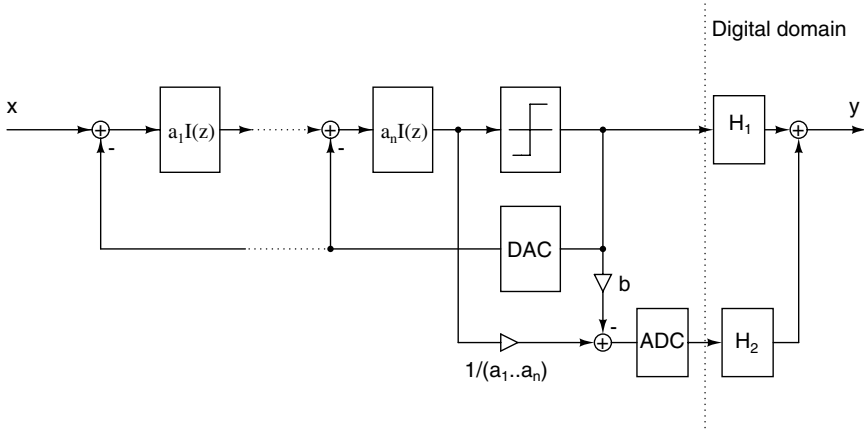 Digital domain
x
a₁I(z)
aₙI(z)
H₁
y
-
-
DAC
b
-
1/(a₁..aₙ)
ADC
H₂